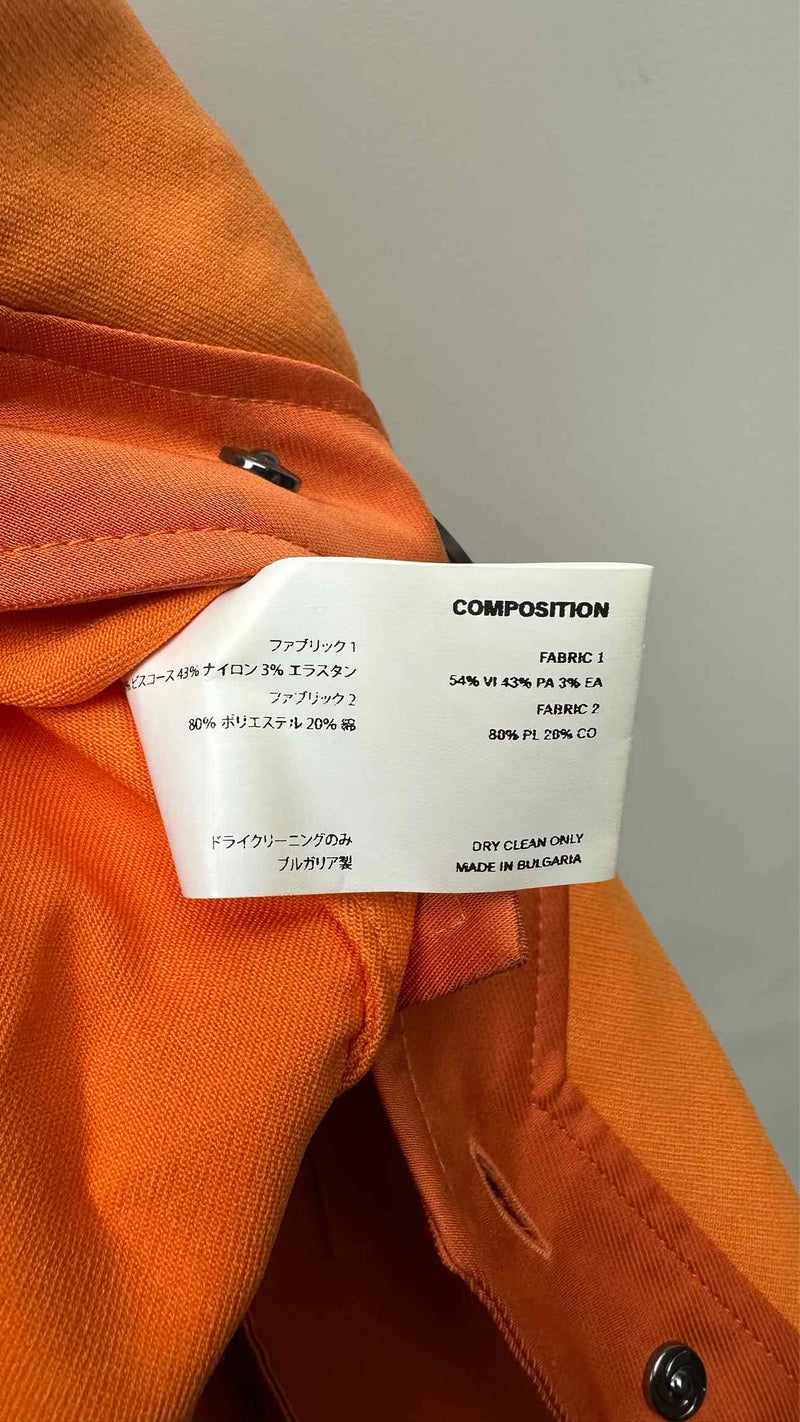 COMPOSITION
ファブリック 1
ビスコース 43% ナイロン 3% エラスタン
ファブリック 2
80% ポリエステル 20% 綿
ドライクリーニングのみ
ブルガリア製
FABRIC 1
54% VI 43% PA 3% EA
FABRIC 2
80% PL 20% CO
DRY CLEAN ONLY
MADE IN BULGARIA